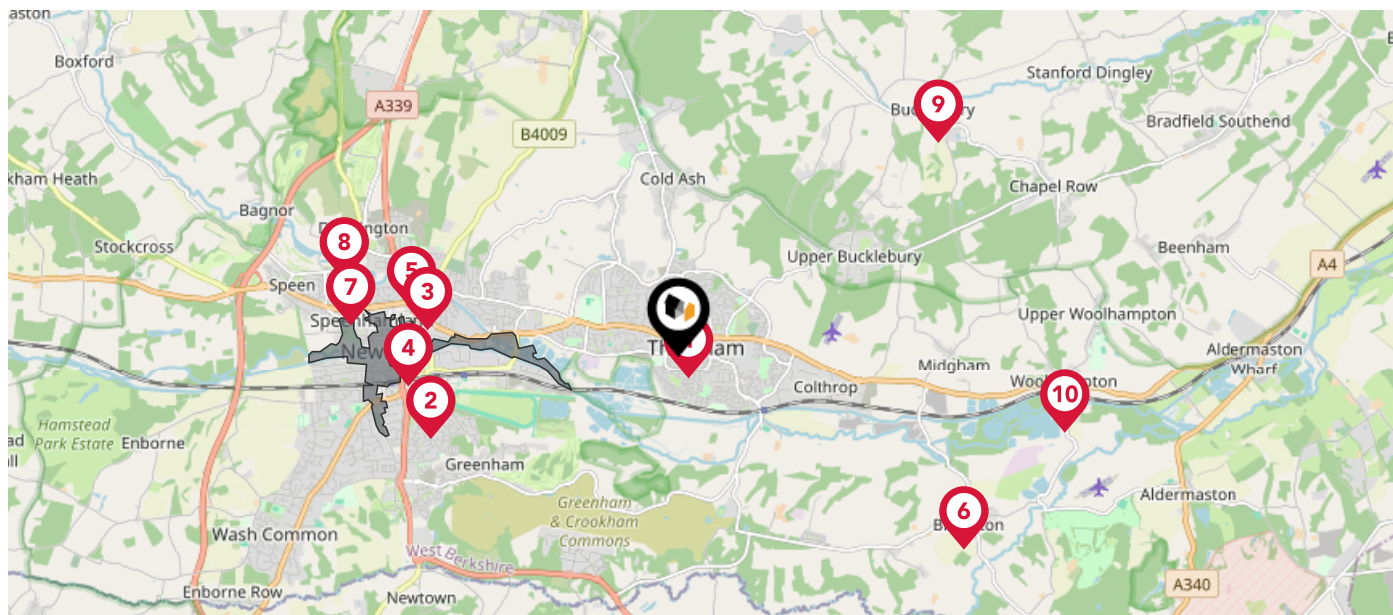 Boxford
A339
B4009
Stanford Dingley
9
Bradfield Southend
Cold Ash
Chapel Row
Bagnor
Stockcross
8
Beenham
Upper Bucklebury
A4
Speen
7
5
3
Upper Woolhampton
4
Midgham
Aldermaston
Wharf
Colthrop
10
2
Hamstead
Park Estate
Enborne
Greenham
Aldermaston
Greenham
& Crookham
Commons
6
Wash Common
West Berkshire
A340
Enborne Row
Newtown